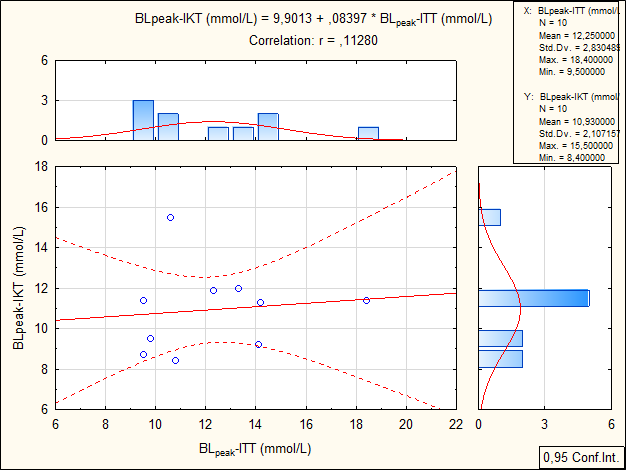 BLpeak-IKT (mmol/L) = 9,9013 + ,08397 * BLpeak-ITT (mmol/L)
Correlation: r = ,11280
X: BLpeak-ITT (mmol/L
N = 10
Mean = 12,250000
Std.Dv. = 2,830489
Max. = 18,400000
Min. = 9,500000
Y: BLpeak-IKT (mmol/
N = 10
Mean = 10,930000
Std.Dv. = 2,107157
Max. = 15,500000
Min. = 8,400000
6
3
0
18
16
14
12
10
8
6
BLpeak-IKT (mmol/L)
6 8 10 12 14 16 18 20 22
BLpeak-ITT (mmol/L)
0 3 6
0,95 Conf.Int.